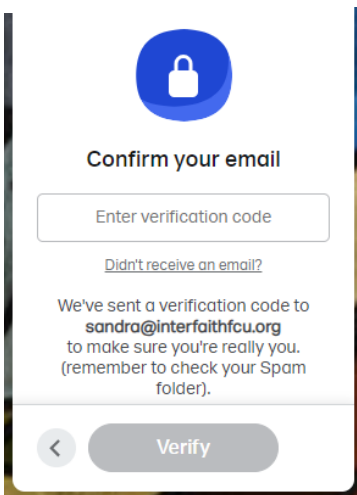 Confirm your email
Enter verification code
Didn't receive an email?
We've sent a verification code to
sandra@interfaithfcu.org
to make sure you're really you.
(remember to check your Spam
folder).
Verify